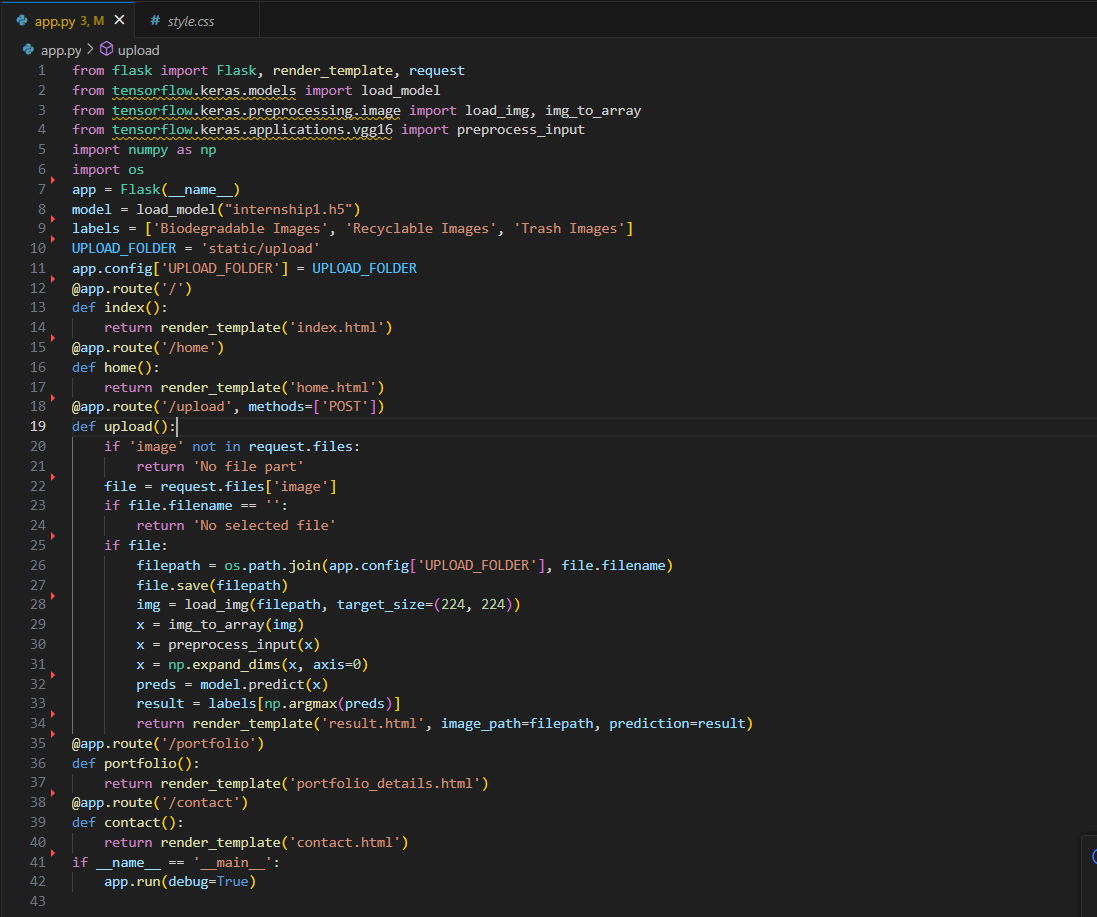 app.py 3, M ×
# style.css
app.py > upload
1 from flask import Flask, render_template, request
2 from tensorflow.keras.models import load_model
3 from tensorflow.keras.preprocessing.image import load_img, img_to_array
4 from tensorflow.keras.applications.vgg16 import preprocess_input
5 import numpy as np
6 import os
7 app = Flask(__name__)
8 model = load_model("internship1.h5")
9 labels = ['Biodegradable Images', 'Recyclable Images', 'Trash Images']
10 UPLOAD_FOLDER = 'static/upload'
11 app.config['UPLOAD_FOLDER'] = UPLOAD_FOLDER
12 @app.route('/')
13 def index():
14     return render_template('index.html')
15 @app.route('/home')
16 def home():
17     return render_template('home.html')
18 @app.route('/upload', methods=['POST'])
19 def upload():
20     if 'image' not in request.files:
21         return 'No file part'
22     file = request.files['image']
23     if file.filename == '':
24         return 'No selected file'
25     if file:
26         filepath = os.path.join(app.config['UPLOAD_FOLDER'], file.filename)
27         file.save(filepath)
28         img = load_img(filepath, target_size=(224, 224))
29         x = img_to_array(img)
30         x = preprocess_input(x)
31         x = np.expand_dims(x, axis=0)
32         preds = model.predict(x)
33         result = labels[np.argmax(preds)]
34         return render_template('result.html', image_path=filepath, prediction=result)
35 @app.route('/portfolio')
36 def portfolio():
37     return render_template('portfolio_details.html')
38 @app.route('/contact')
39 def contact():
40     return render_template('contact.html')
41 if __name__ == '__main__':
42     app.run(debug=True)
43